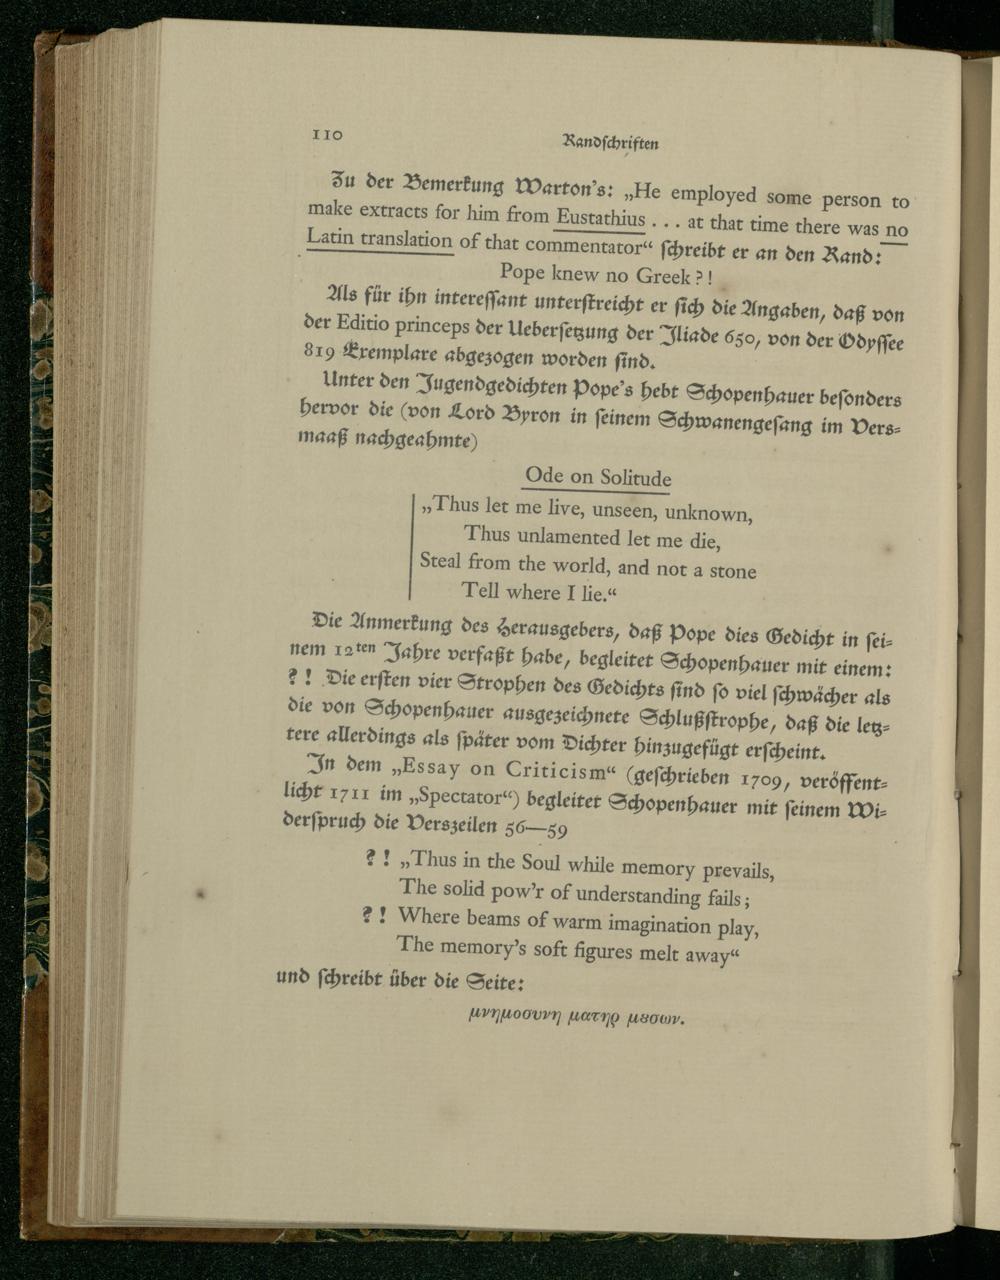 110
Randschriften
Zu der Bemerkung Warton's: „He employed some person to
make extracts for him from Eustathius . . . at that time there was no
Latin translation of that commentator“ schreibt er an den Rand:
Pope knew no Greek?!
Als für ihn interessant unterstreicht er sich die Angaben, daß von
der Editio princeps der Uebersetzung der Iliade 650, von der Odyssee
819 Exemplare abgezogen worden sind.
Unter den Jugendgedichten Pope's hebt Schopenhauer besonders
hervor die (von Lord Byron in seinem Schwanengesang im Vers=
maaß nachgeahmte)
Ode on Solitude
„Thus let me live, unseen, unknown,
Thus unlamented let me die,
Steal from the world, and not a stone
Tell where I lie.“
Die Anmerkung des Herausgebers, daß Pope dies Gedicht in sei=
nem 12ten Jahre verfaßt habe, begleitet Schopenhauer mit einem:
?! Die ersten vier Strophen des Gedichts sind so viel schwächer als
die von Schopenhauer ausgezeichnete Schlußstrophe, daß die letz=
tere allerdings als später vom Dichter hinzugefügt erscheint.
In dem „Essay on Criticism“ (geschrieben 1709, veröffent=
licht 1711 im „Spectator“) begleitet Schopenhauer mit seinem Wi=
derspruch die Verszeilen 56—59
?! „Thus in the Soul while memory prevails,
The solid pow'r of understanding fails;
?! Where beams of warm imagination play,
The memory's soft figures melt away“
und schreibt über die Seite:
μνημοσυνη ματηρ μȣσων.